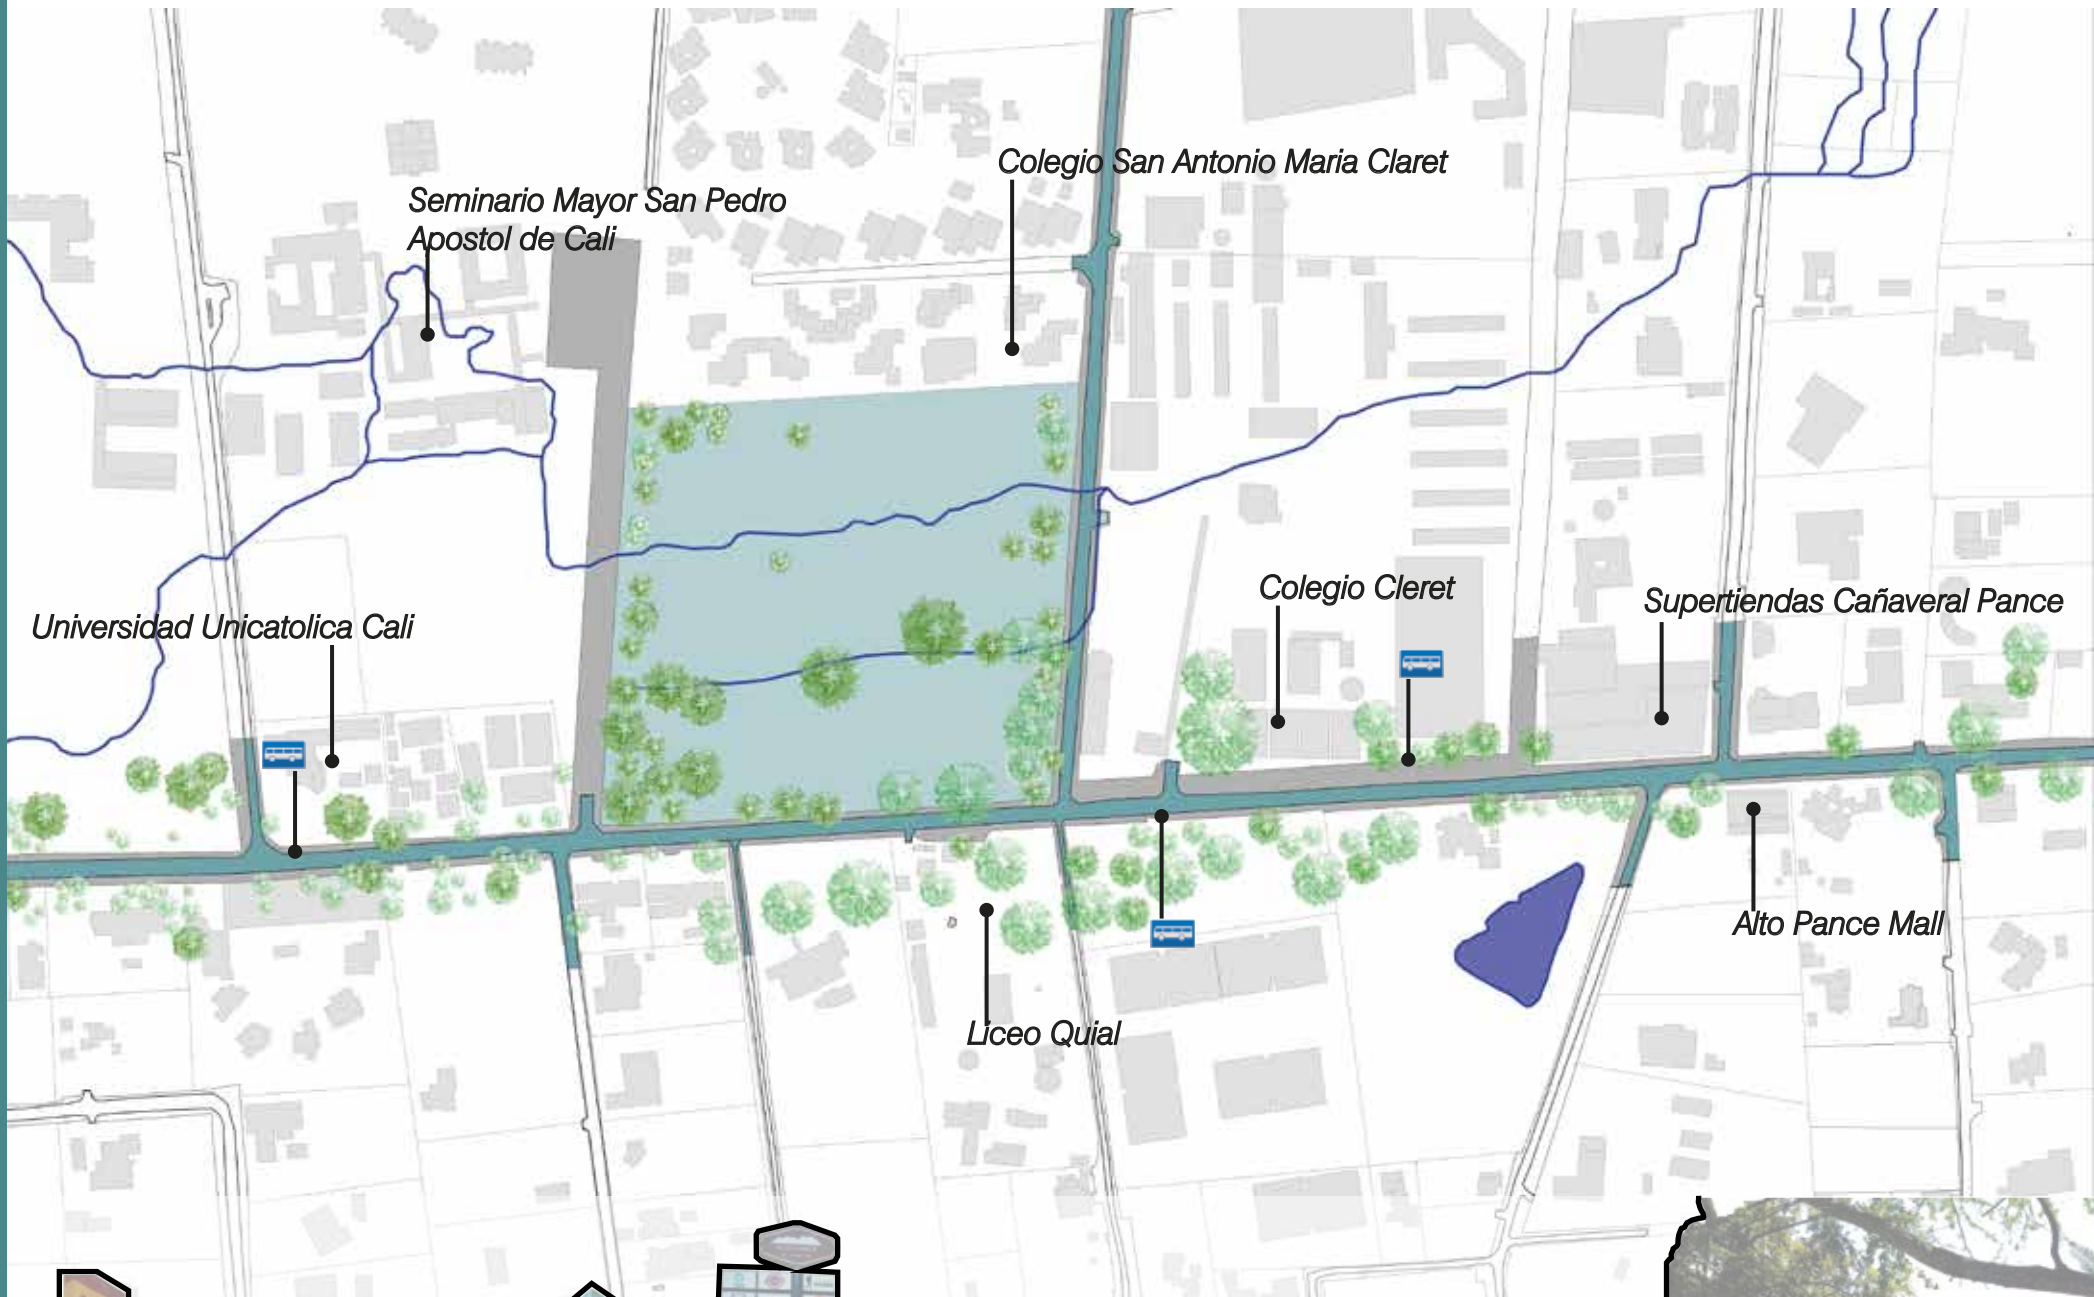 Colegio San Antonio Maria Claret
Seminario Mayor San Pedro
Apostol de Cali
Colegio Cleret
Supertiendas Cañaveral Pance
Universidad Unicatolica Cali
Alto Pance Mall
Liceo Quial